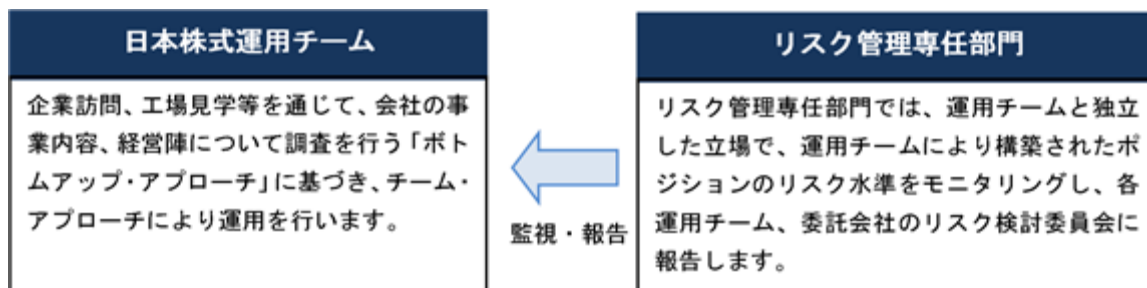 日本株式運用チーム
企業訪問、工場見学等を通じて、会社の事
業内容、経営陣について調査を行う「ボト
ムアップ・アプローチ」に基づき、チーム・
アプローチにより運用を行います。
監視・報告
リスク管理専任部門
リスク管理専任部門では、運用チームと独立
した立場で、運用チームにより構築されたポ
ジションのリスク水準をモニタリングし、各
運用チーム、委託会社のリスク検討委員会に
報告します。